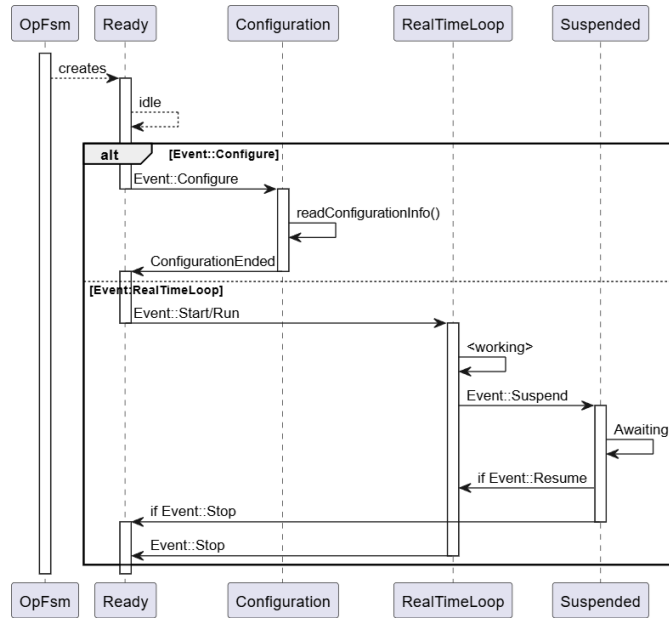 OpFsm Ready Configuration RealTimeLoop Suspended
creates
idle
alt [Event::Configure]
Event::Configure
readConfigurationInfo()
ConfigurationEnded
[Event:RealTimeLoop]
Event::Start/Run
<working>
Event::Suspend
Awaiting
if Event::Resume
if Event::Stop
Event::Stop
OpFsm Ready Configuration RealTimeLoop Suspended